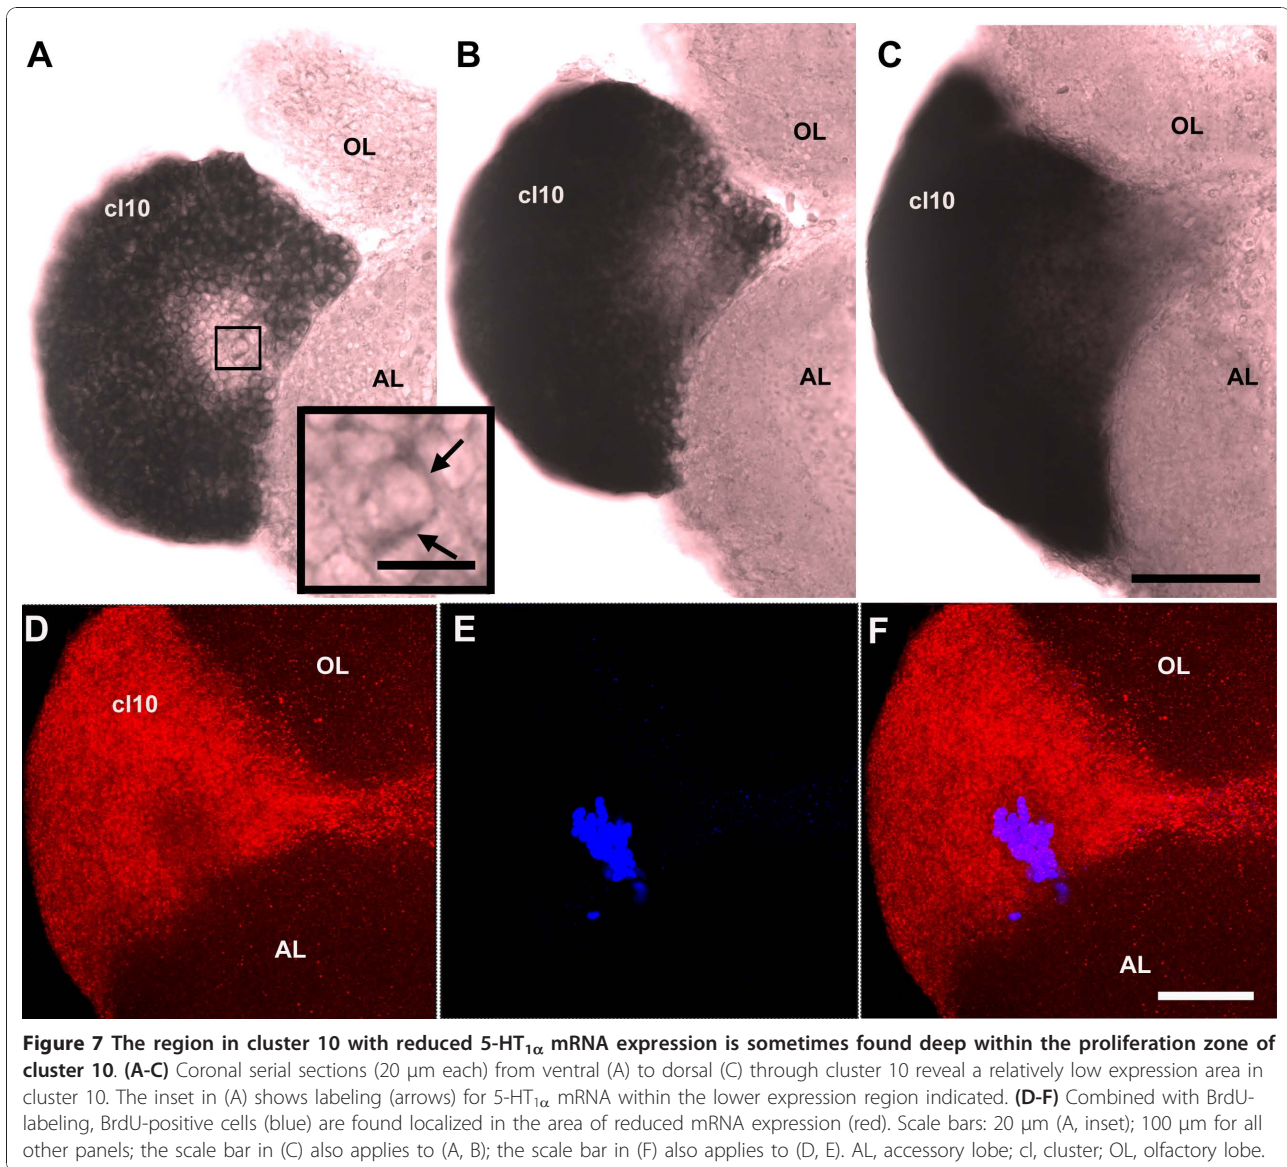 A
B
C
OL
OL
OL
cl10
cl10
cl10
AL
AL
AL
D
E
F
OL
OL
cl10
AL
AL
Figure 7 The region in cluster 10 with reduced 5-HT1α mRNA expression is sometimes found deep within the proliferation zone of
cluster 10. (A-C) Coronal serial sections (20 μm each) from ventral (A) to dorsal (C) through cluster 10 reveal a relatively low expression area in
cluster 10. The inset in (A) shows labeling (arrows) for 5-HT1α mRNA within the lower expression region indicated. (D-F) Combined with BrdU-
labeling, BrdU-positive cells (blue) are found localized in the area of reduced mRNA expression (red). Scale bars: 20 μm (A, inset); 100 μm for all
other panels; the scale bar in (C) also applies to (A, B); the scale bar in (F) also applies to (D, E). AL, accessory lobe; cl, cluster; OL, olfactory lobe.